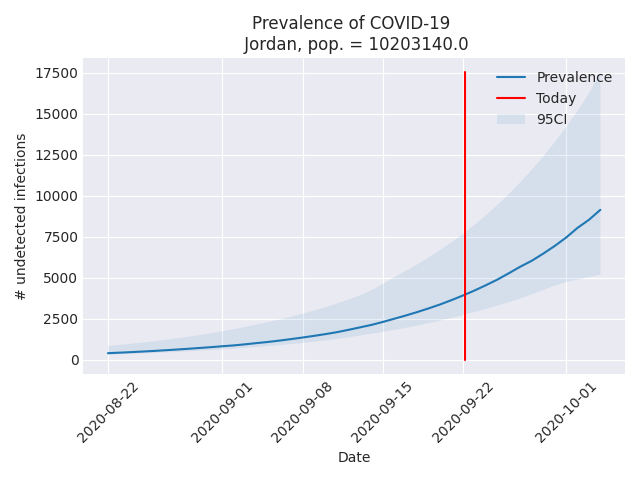 Prevalence of COVID-19
Jordan, pop. = 10203140.0
17500
15000
12500
10000
7500
5000
2500
0
# undetected infections
Prevalence
Today
95CI
2020-08-22
2020-09-01
2020-09-08
2020-09-15
2020-09-22
2020-10-01
Date